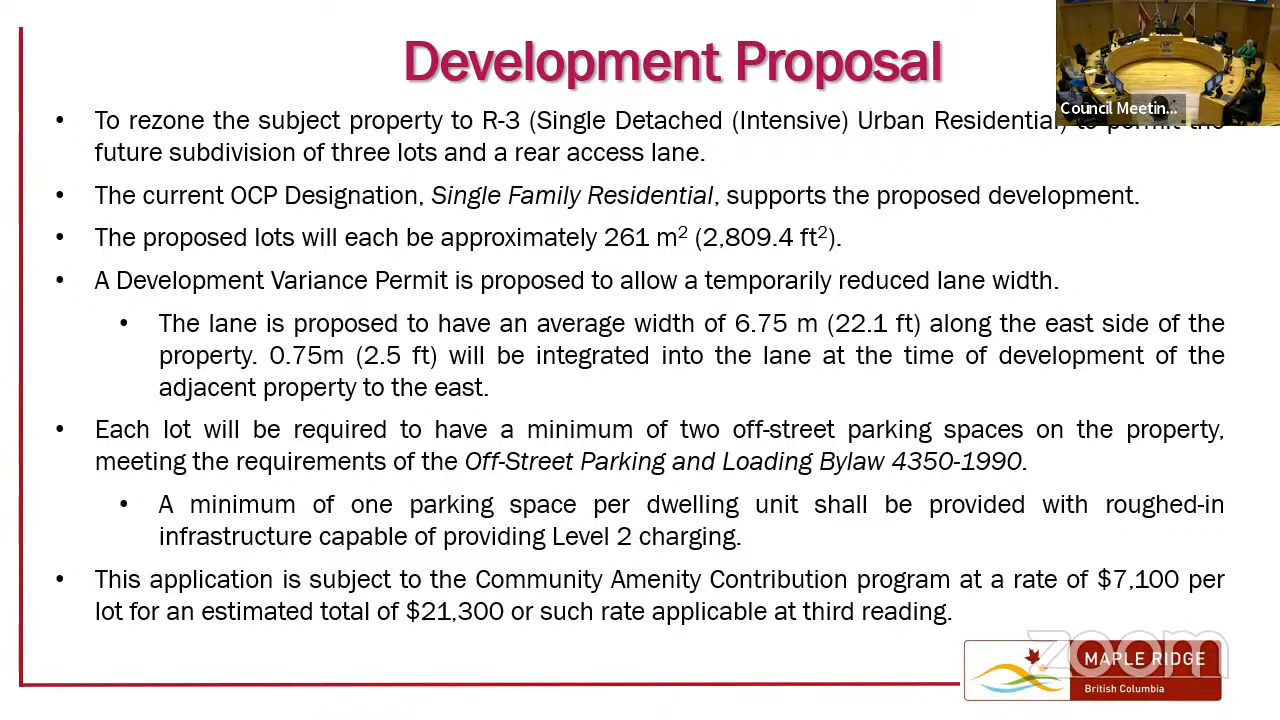 Development Proposal
Council Meetin...
• To rezone the subject property to R-3 (Single Detached (Intensive) Urban Residential) to permit the
future subdivision of three lots and a rear access lane.
• The current OCP Designation, Single Family Residential, supports the proposed development.
• The proposed lots will each be approximately 261 m² (2,809.4 ft²).
• A Development Variance Permit is proposed to allow a temporarily reduced lane width.
• The lane is proposed to have an average width of 6.75 m (22.1 ft) along the east side of the
property. 0.75m (2.5 ft) will be integrated into the lane at the time of development of the
adjacent property to the east.
• Each lot will be required to have a minimum of two off-street parking spaces on the property,
meeting the requirements of the Off-Street Parking and Loading Bylaw 4350-1990.
• A minimum of one parking space per dwelling unit shall be provided with roughed-in
infrastructure capable of providing Level 2 charging.
• This application is subject to the Community Amenity Contribution program at a rate of $7,100 per
lot for an estimated total of $21,300 or such rate applicable at third reading.
zoom
MAPLE RIDGE
British Columbia